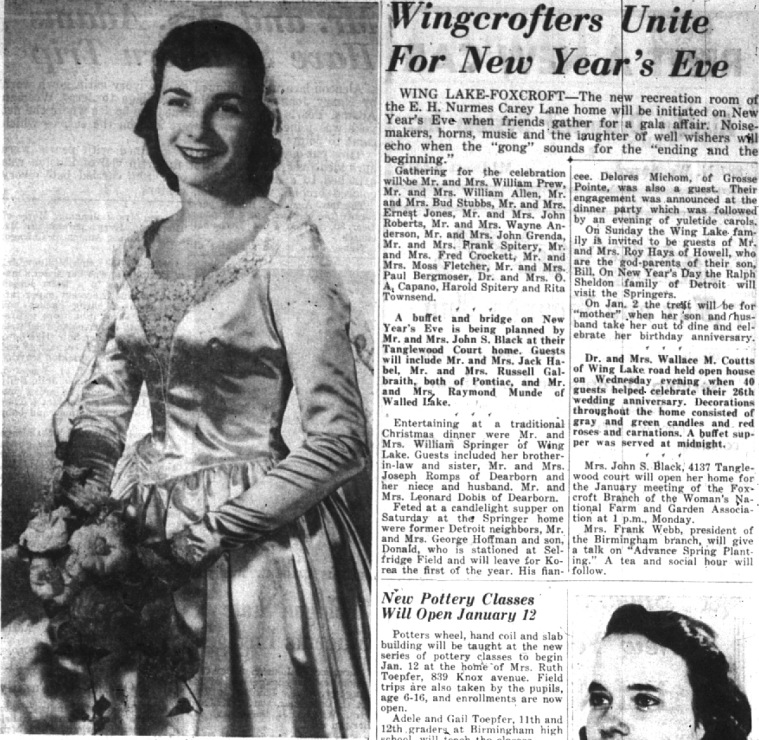 Wingcrofters Unite
For New Year's Eve
WING LAKE-FOXCROFT—The new recreation room of
the E. H. Nurmes Carey Lane home will be initiated on New
Year's Eve when friends gather for a gala affair. Noise-
makers, horns, music and the laughter of well wishers will
echo when the "gong" sounds for the "ending and the
beginning."
Gathering for the celebration
will be Mr. and Mrs. William Prew,
Mr. and Mrs. William Allen, Mr.
and Mrs. Bud Stubbs, Mr. and Mrs.
Ernest Jones, Mr. and Mrs. John
Roberts, Mr. and Mrs. Wayne An-
derson, Mr. and Mrs. John Grenda,
Mr. and Mrs. Frank Spitery, Mr.
and Mrs. Fred Crockett, Mr. and
Mrs. Moss Fletcher, Mr. and Mrs.
Paul Bergmoser, Dr. and Mrs. O.
A. Capano, Harold Spitery and Rita
Townsend.
A buffet and bridge on New
Year's Eve is being planned by
Mr. and Mrs. John S. Black at their
Tanglewood Court home. Guests
will include Mr. and Mrs. Jack Ha-
bel, Mr. and Mrs. Russell Gal-
braith, both of Pontiac, and Mr.
and Mrs. Raymond Munde of
Walled Lake.
Entertaining at a traditional
Christmas dinner were Mr. and
Mrs. William Springer of Wing
Lake. Guests included her brother-
in-law and sister, Mr. and Mrs.
Joseph Romps of Dearborn and
her niece and husband, Mr. and
Mrs. Leonard Dobis of Dearborn.
Feted at a candlelight supper on
Saturday at the Springer home
were former Detroit neighbors, Mr.
and Mrs. George Hoffman and son,
Donald, who is stationed at Sel-
fridge Field and will leave for Ko-
rea the first of the year. His fian-
cee. Delores Michom, of Grosse
Pointe, was also a guest. Their
engagement was announced at the
dinner party which was followed
by an evening of yuletide carols.
On Sunday the Wing Lake fam-
ily is invited to be guests of Mr.
and Mrs. Roy Hays of Howell, who
are the god-parents of their son,
Bill. On New Year's Day the Ralph
Sheldon family of Detroit will
visit the Springers.
On Jan. 2 the treat will be for
"mother" when her son and hus-
band take her out to dine and cel-
ebrate her birthday anniversary.
Dr. and Mrs. Wallace M. Coutts
of Wing Lake road held open house
on Wednesday evening when 40
guests helped celebrate their 26th
wedding anniversary. Decorations
throughout the home consisted of
gray and green candles and red
roses and carnations. A buffet sup-
per was served at midnight.
Mrs. John S. Black, 4137 Tangle-
wood court will open her home for
the January meeting of the Fox-
croft Branch of the Woman's Na-
tional Farm and Garden Associa-
tion at 1 p.m., Monday.
Mrs. Frank Webb, president of
the Birmingham branch, will give
a talk on "Advance Spring Plant-
ing." A tea and social hour will
follow.
New Pottery Classes
Will Open January 12
Potters wheel, hand coil and slab
building will be taught at the new
series of pottery classes to begin
Jan. 12 at the home of Mrs. Ruth
Toepfer, 839 Knox avenue. Field
trips are also taken by the pupils,
age 6-16, and enrollments are now
open.
Adele and Gail Toepfer, 11th and
12th graders at Birmingham high
school, will teach the classes.